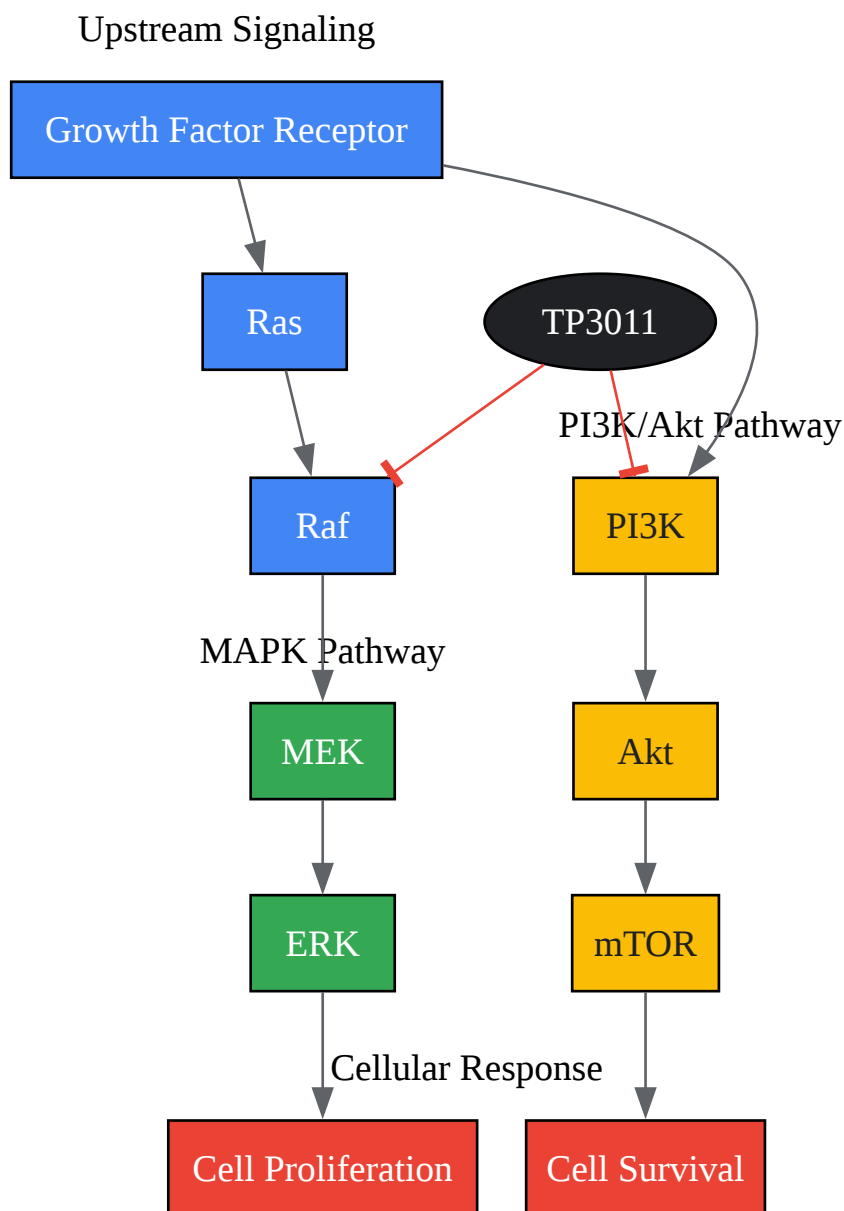 Upstream Signaling
Growth Factor Receptor
Ras
TP3011
PI3K/Akt Pathway
Raf
PI3K
MAPK Pathway
MEK
Akt
ERK
mTOR
Cellular Response
Cell Proliferation
Cell Survival